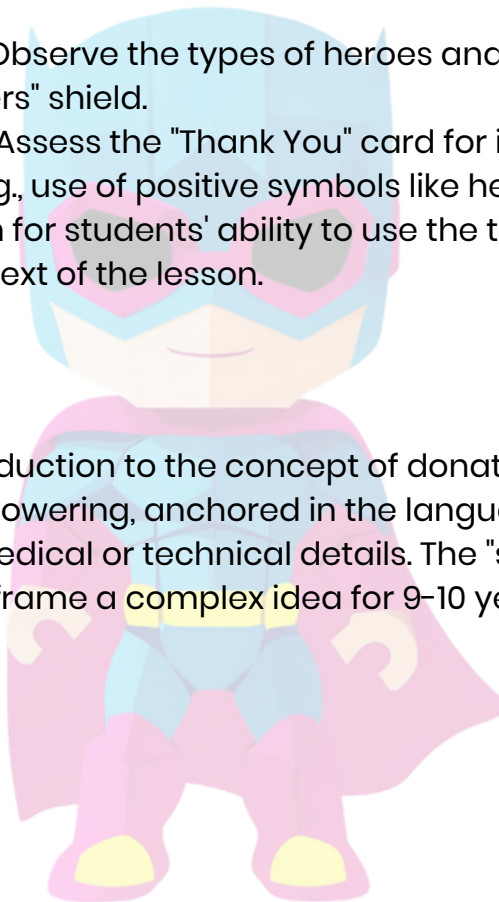 Observe the types of heroes and
ers" shield.
Assess the "Thank You" card for i
g., use of positive symbols like he
n for students' ability to use the t
ext of the lesson.
duction to the concept of donat
owering, anchored in the langu
edical or technical details. The "s
frame a complex idea for 9-10 ye